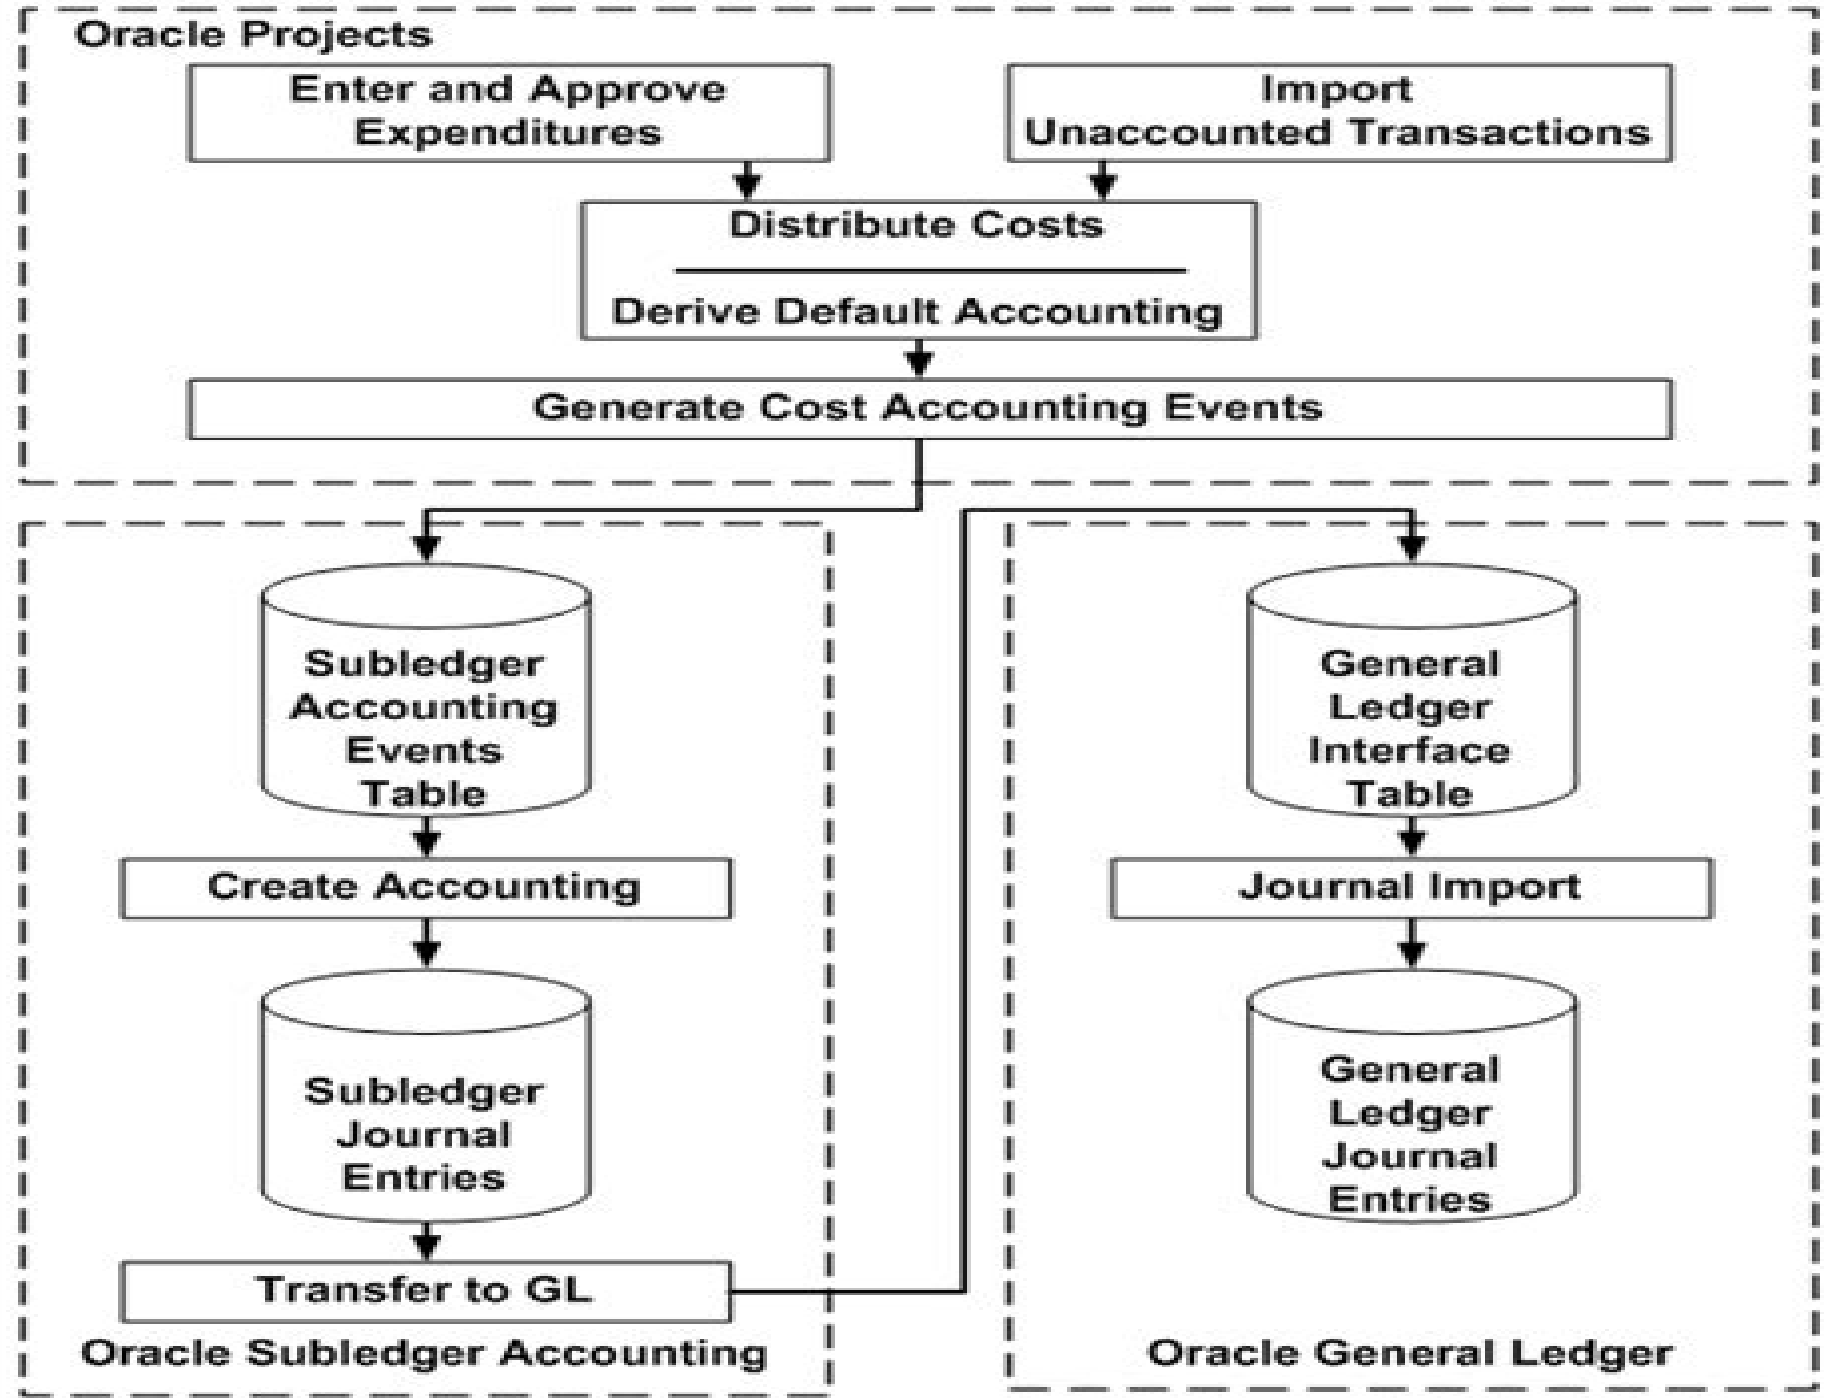 Oracle Projects
Enter and Approve
Expenditures
Import
Unaccounted Transactions
Distribute Costs
Derive Default Accounting
Generate Cost Accounting Events
Subledger
Accounting
Events
Table
Create Accounting
Subledger
Journal
Entries
Transfer to GL
Oracle Subledger Accounting
General
Ledger
Interface
Table
Journal Import
General
Ledger
Journal
Entries
Oracle General Ledger